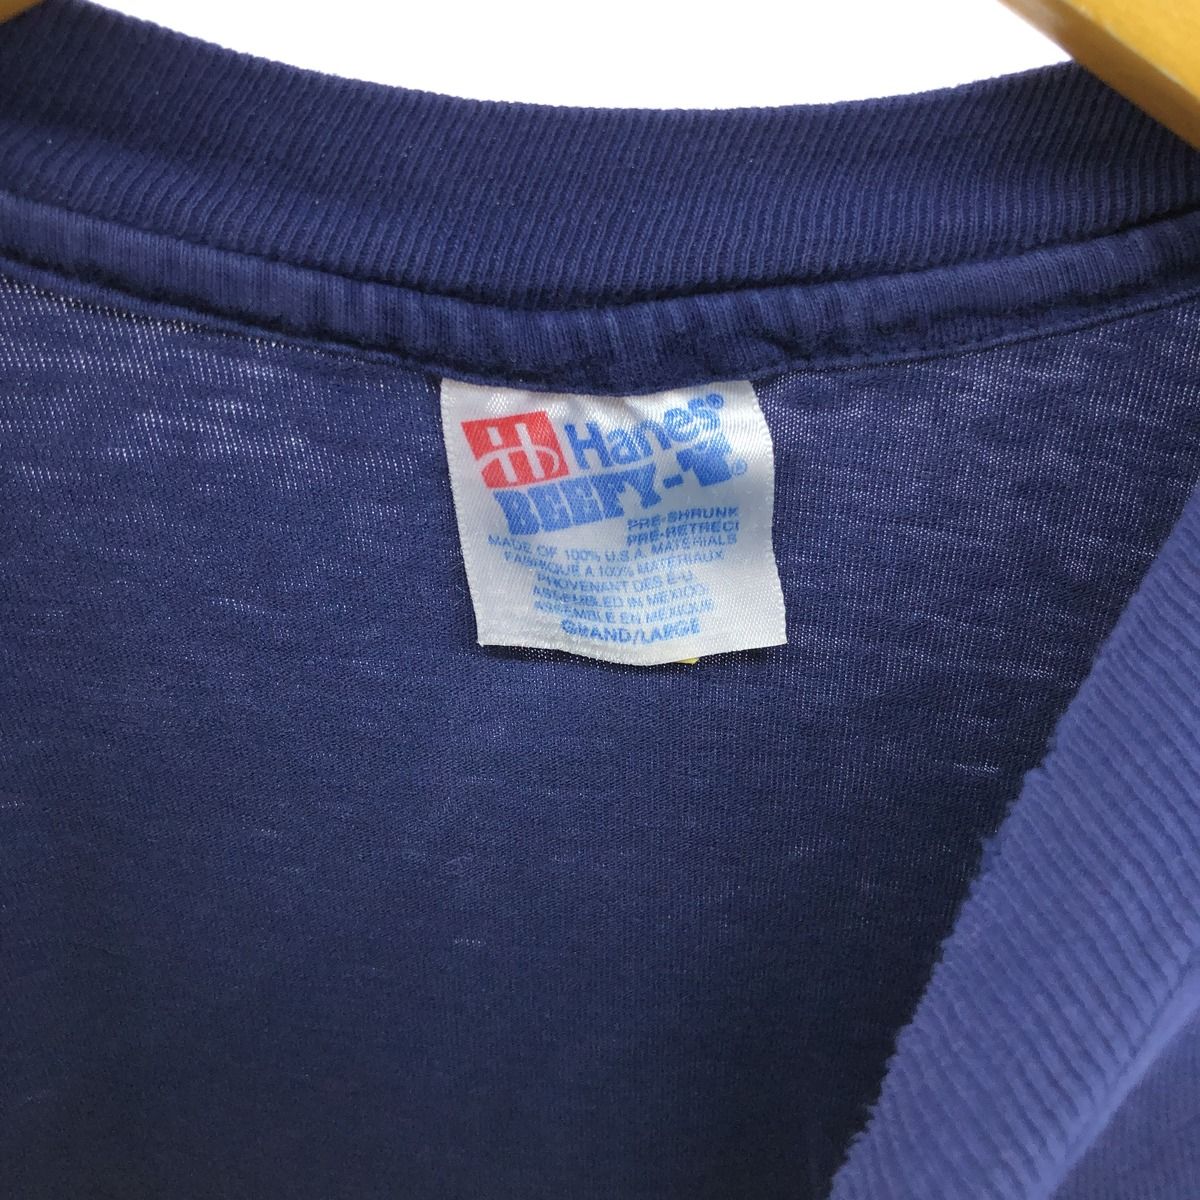 Hanes®
BEEFY-T®
PRE-SHRUNK
PRE-RETRECI
MADE OF 100% U.S.A. MATERIALS
FABRIQUE A 100% MATERIAUX
PROVENANT DES E-U.
ASSEMBLED IN MEXICO
ASSEMBLE EN MEXIQUE
GRAND/LARGE